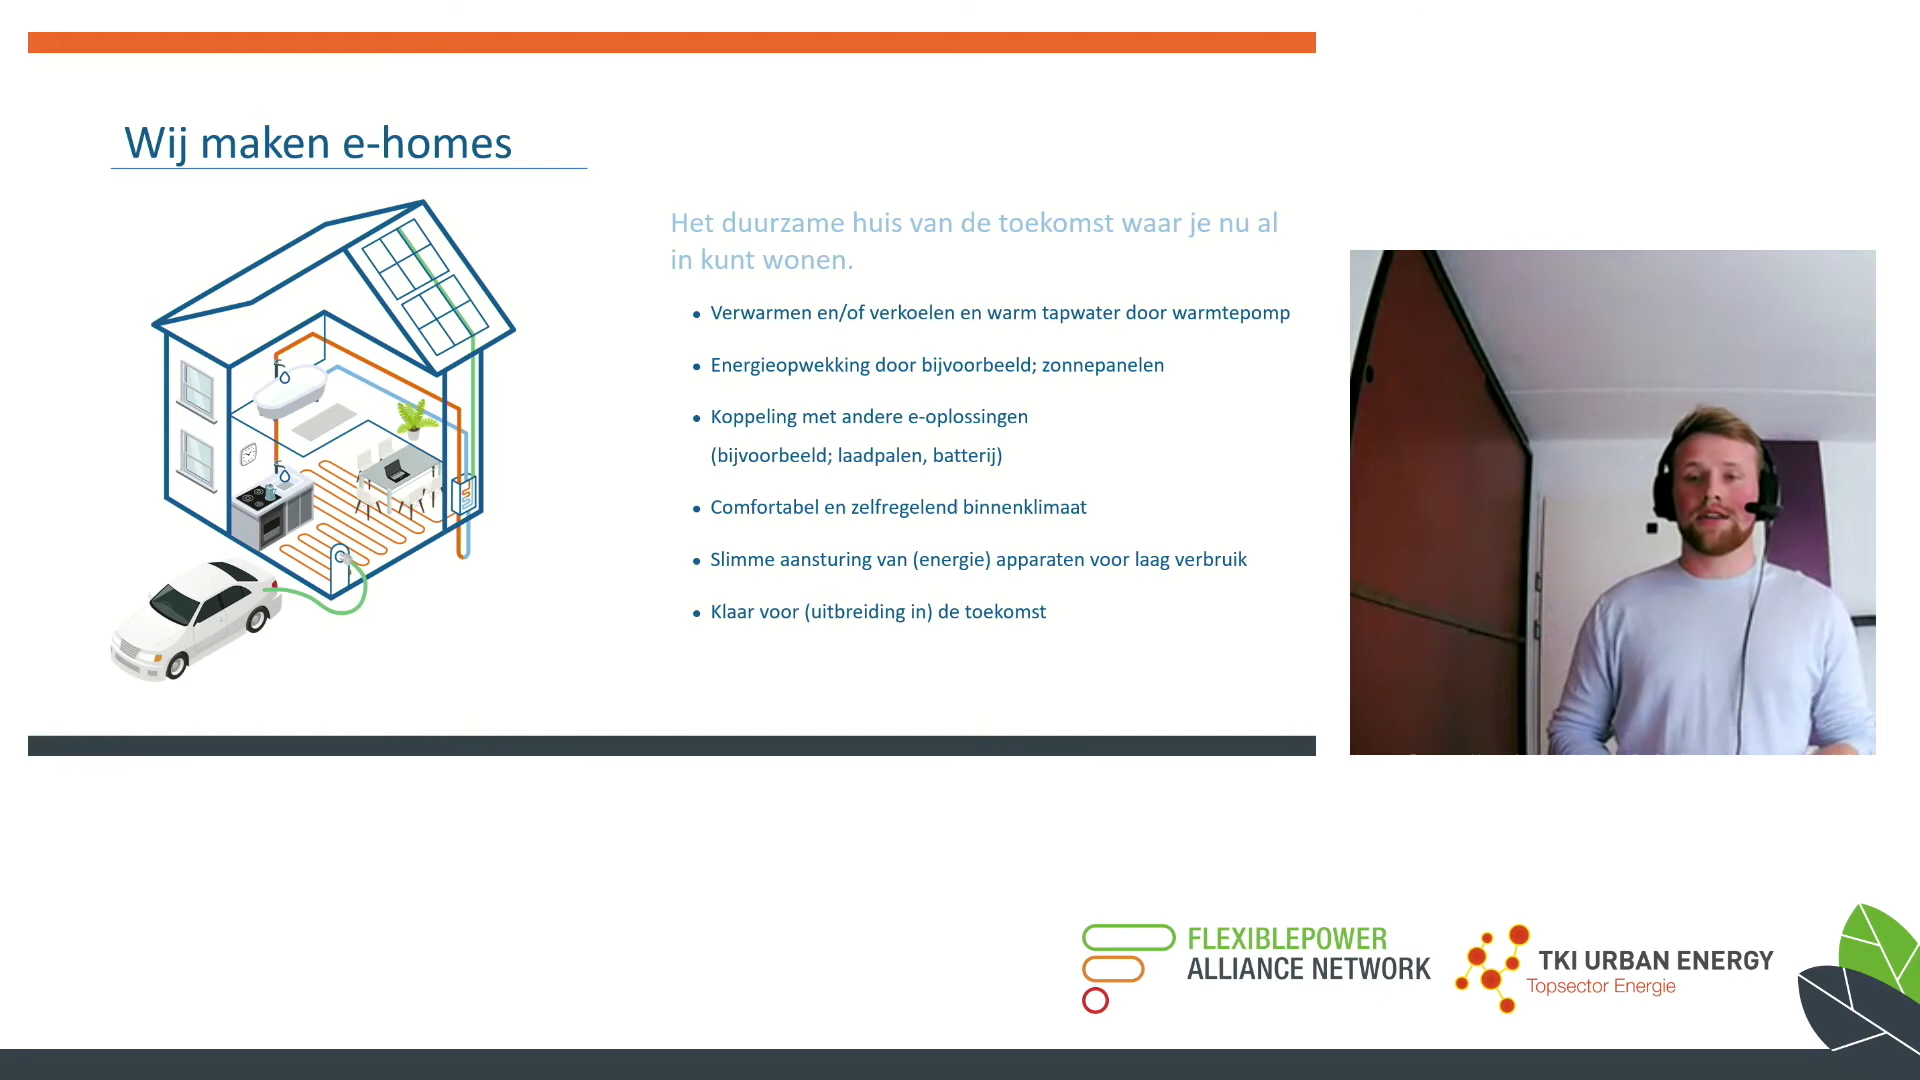 Wij maken e-homes
Het duurzame huis van de toekomst waar je nu al
in kunt wonen.
• Verwarmen en/of verkoelen en warm tapwater door warmtepomp
• Energieopwekking door bijvoorbeeld; zonnepanelen
• Koppeling met andere e-oplossingen
(bijvoorbeeld; laadpalen, batterij)
• Comfortabel en zelfregelend binnenklimaat
• Slimme aansturing van (energie) apparaten voor laag verbruik
• Klaar voor (uitbreiding in) de toekomst
FLEXIBLEPOWER
ALLIANCE NETWORK
TKI URBAN ENERGY
Topsector Energie